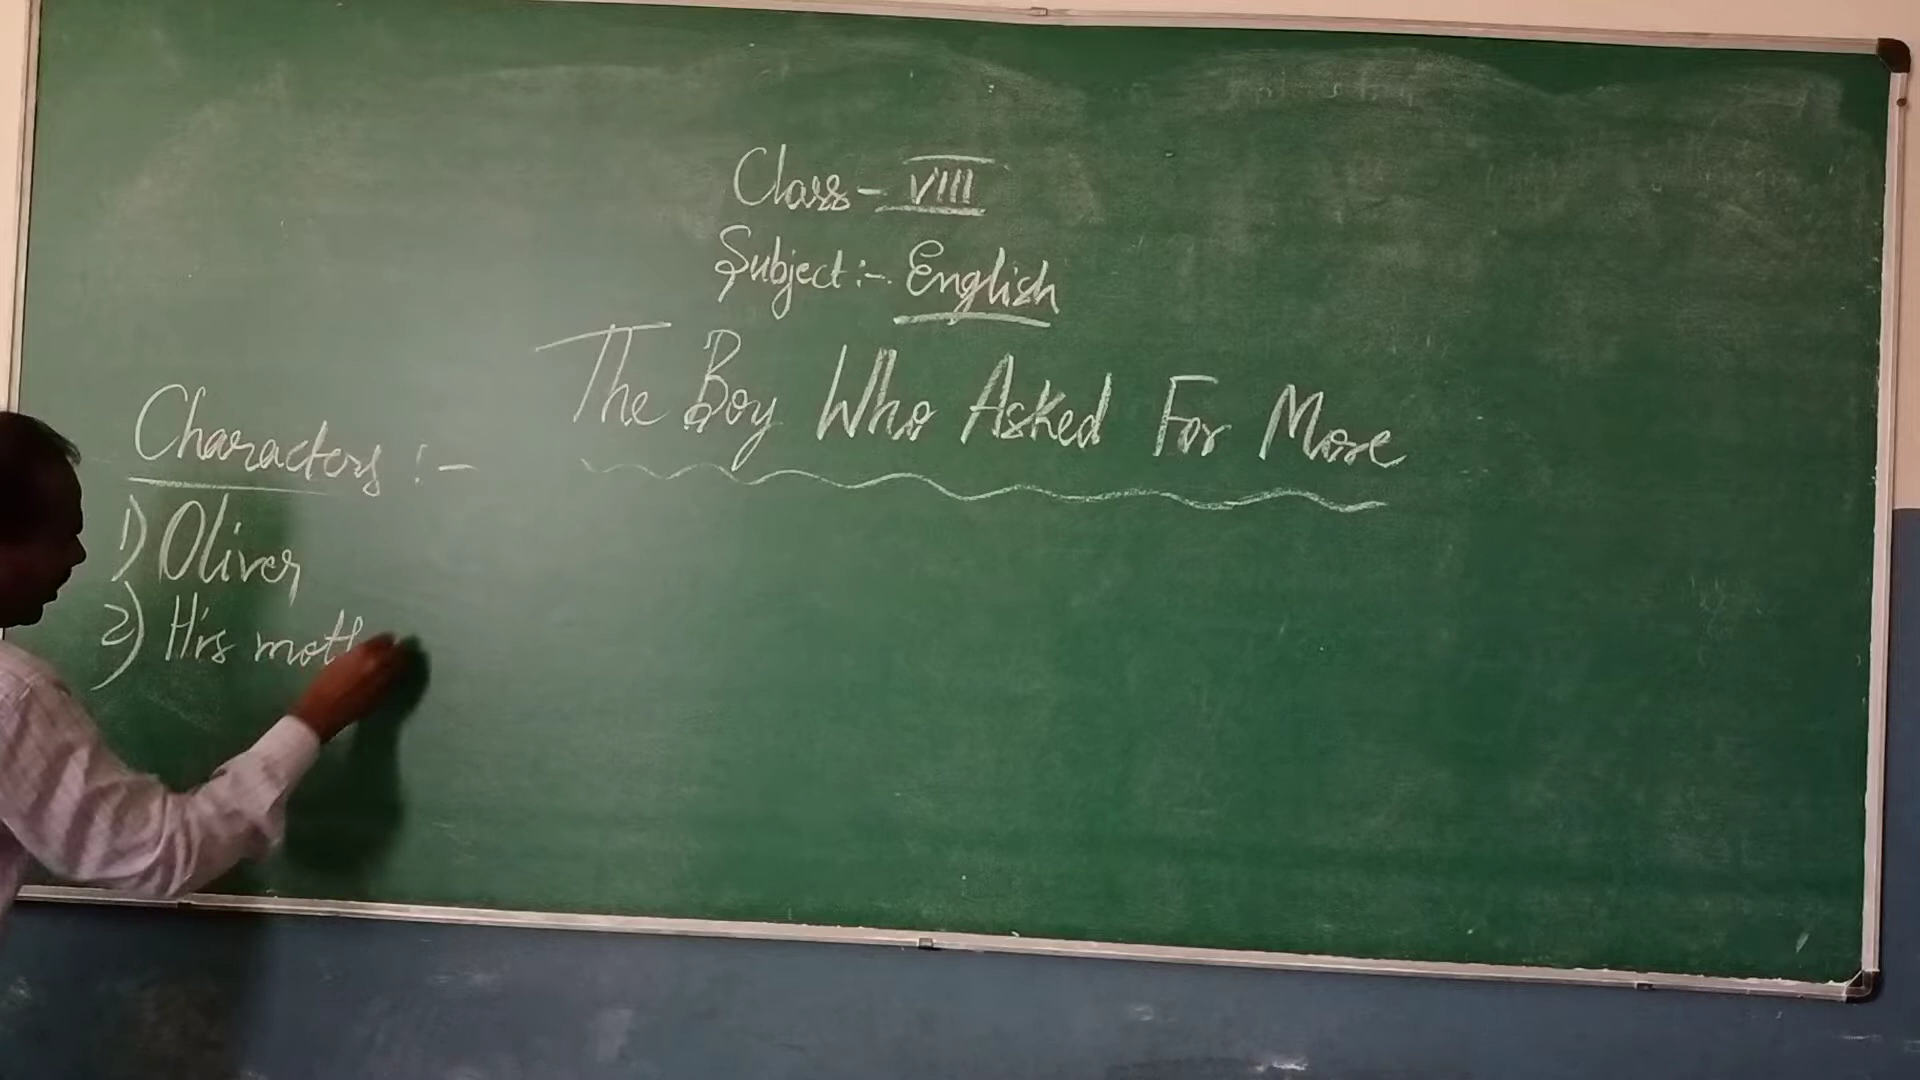 Class - VIII
Subject :- English
The Boy Who Asked For More
Characters :-
1) Oliver
2) His moth